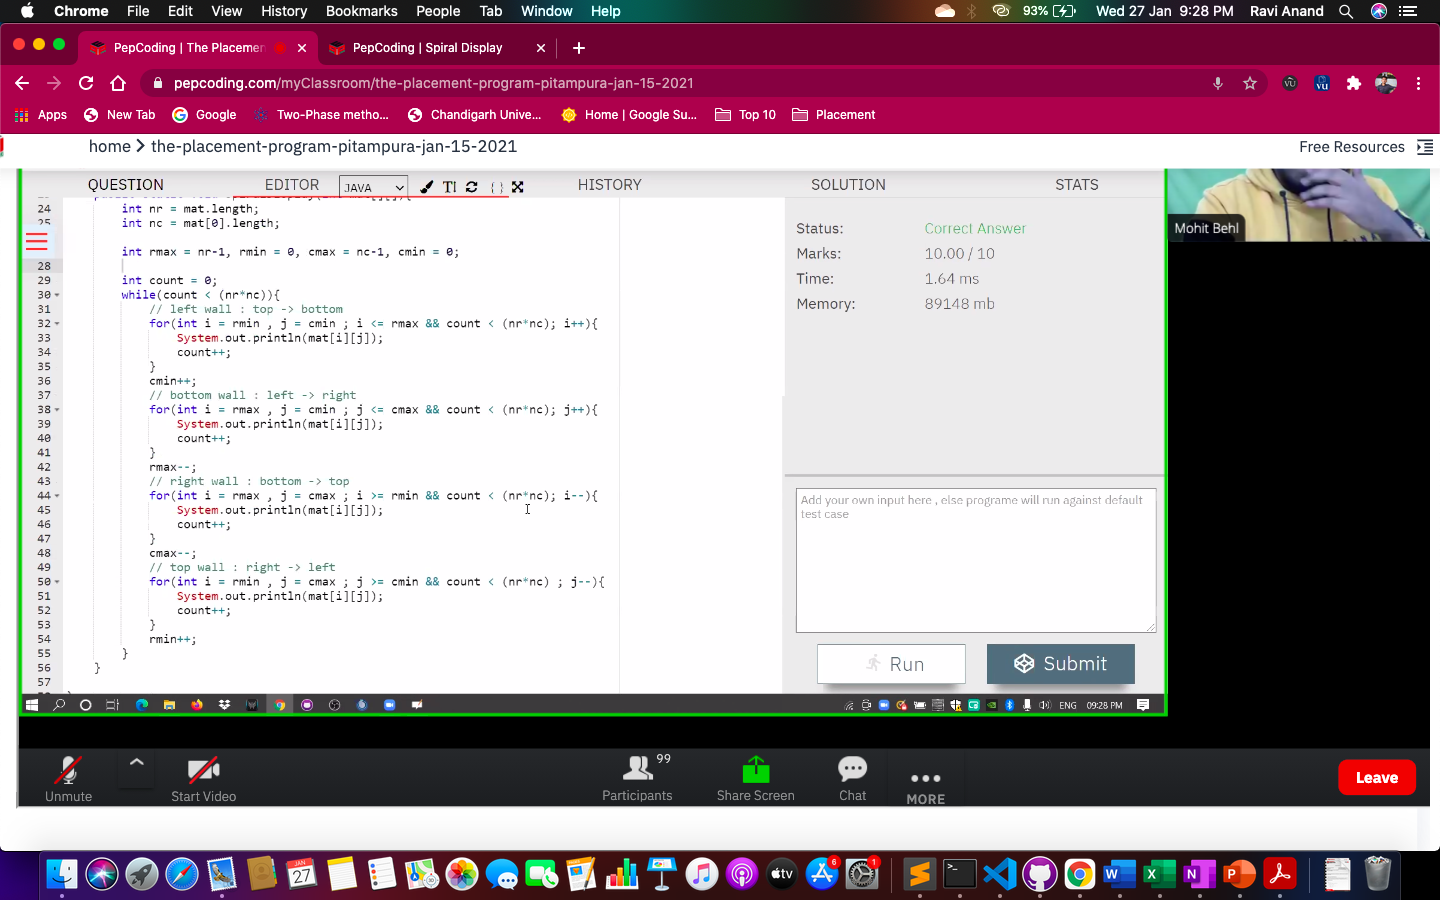 Chrome File Edit View History Bookmarks People Tab Window Help 93% Wed 27 Jan 9:28 PM Ravi Anand
PepCoding | The Placemen PepCoding | Spiral Display
pepcoding.com/myClassroom/the-placement-program-pitampura-jan-15-2021
Apps New Tab Google Two-Phase metho... Chandigarh Unive... Home | Google Su... Top 10 Placement
home the-placement-program-pitampura-jan-15-2021 Free Resources
QUESTION EDITOR JAVA HISTORY SOLUTION STATS
24 int nr = mat.length;
25 int nc = mat[0].length;
int rmax = nr-1, rmin = 0, cmax = nc-1, cmin = 0;
28
29 int count = 0;
30 while(count < (nr*nc)){
31 // left wall : top -> bottom
32 for(int i = rmin , j = cmin ; i <= rmax && count < (nr*nc); i++){
33 System.out.println(mat[i][j]);
34 count++;
35 }
36 cmin++;
37 // bottom wall : left -> right
38 for(int i = rmax , j = cmin ; j <= cmax && count < (nr*nc); j++){
39 System.out.println(mat[i][j]);
40 count++;
41 }
42 rmax--;
43 // right wall : bottom -> top
44 for(int i = rmax , j = cmax ; i >= rmin && count < (nr*nc); i--){
45 System.out.println(mat[i][j]);
46 count++;
47 }
48 cmax--;
49 // top wall : right -> left
50 for(int i = rmin , j = cmax ; j >= cmin && count < (nr*nc) ; j--){
51 System.out.println(mat[i][j]);
52 count++;
53 }
54 rmin++;
55 }
56 }
57
Status: Correct Answer
Marks: 10.00 / 10
Time: 1.64 ms
Memory: 89148 mb
Add your own input here , else programe will run against default
test case
Run Submit
Mohit Behl
ENG 09:28 PM
Unmute Start Video Participants 99 Share Screen Chat MORE Leave
JAN 27 tv 6 1